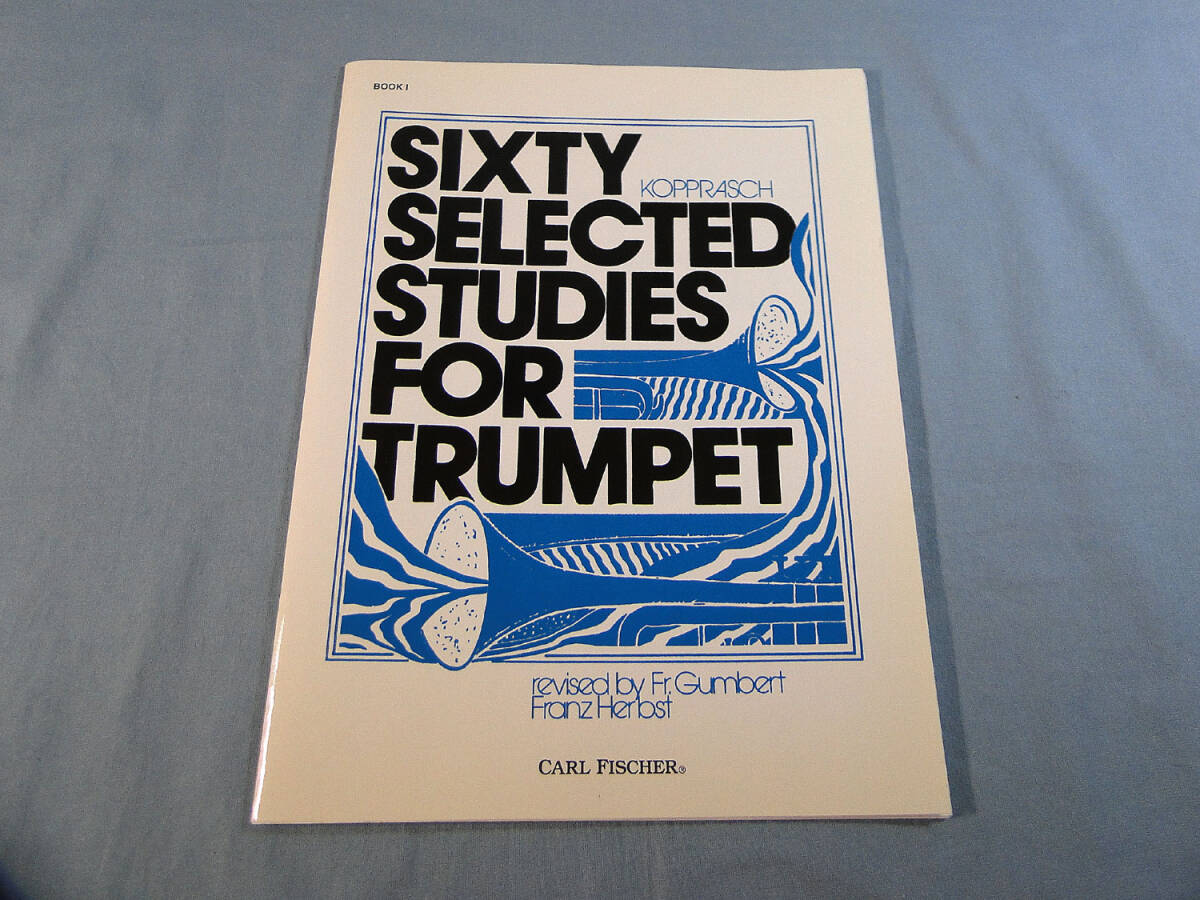 BOOK I
SIXTY
KOPPRASCH
SELECTED
STUDIES
FOR
TRUMPET
revised by Fr. Gumbert
Franz Herbst
CARL FISCHER®